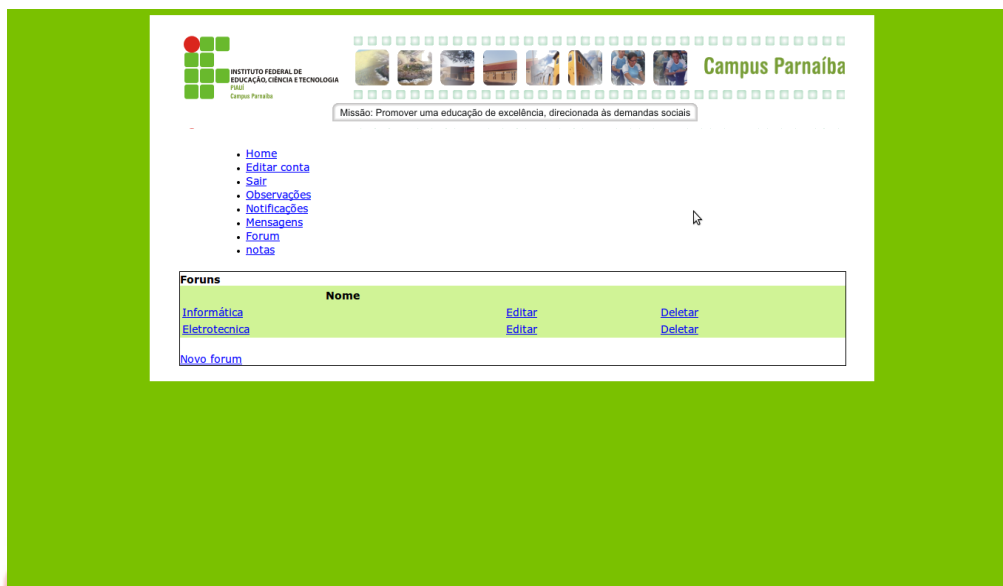 INSTITUTO FEDERAL DE
EDUCAÇÃO, CIÊNCIA E TECNOLOGIA
PIAUÍ
Campus Parnaíba
Campus Parnaíba
Missão: Promover uma educação de excelência, direcionada às demandas sociais
Home
Editar conta
Sair
Observações
Notificações
Mensagens
Forum
notas
Foruns
Nome
Informática Editar Deletar
Eletrotecnica Editar Deletar
Novo forum